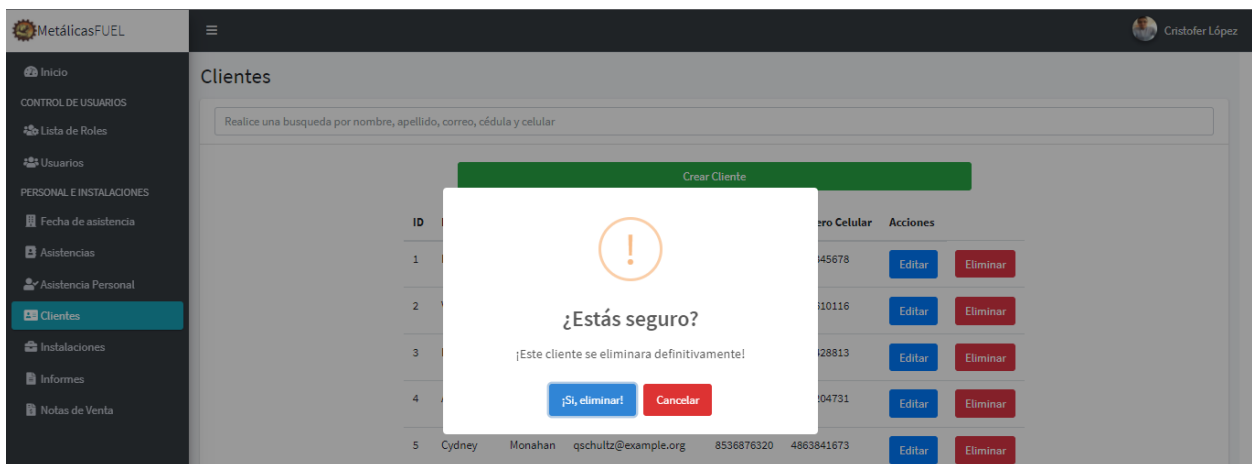 MetálicasFUEL
Cristofer López
Inicio
CONTROL DE USUARIOS
Lista de Roles
Usuarios
PERSONAL E INSTALACIONES
Fecha de asistencia
Asistencias
Asistencia Personal
Clientes
Instalaciones
Informes
Notas de Venta
Clientes
Realice una busqueda por nombre, apellido, correo, cédula y celular
Crear Cliente
ID Celular Acciones
1 Editar Eliminar
2 Editar Eliminar
3 Editar Eliminar
4 Editar Eliminar
5 Cydney Monahan qschultz@example.org 8536876320 4863841673 Editar Eliminar
!
¿Estás seguro?
¡Este cliente se eliminara definitivamente!
¡Si, eliminar! Cancelar